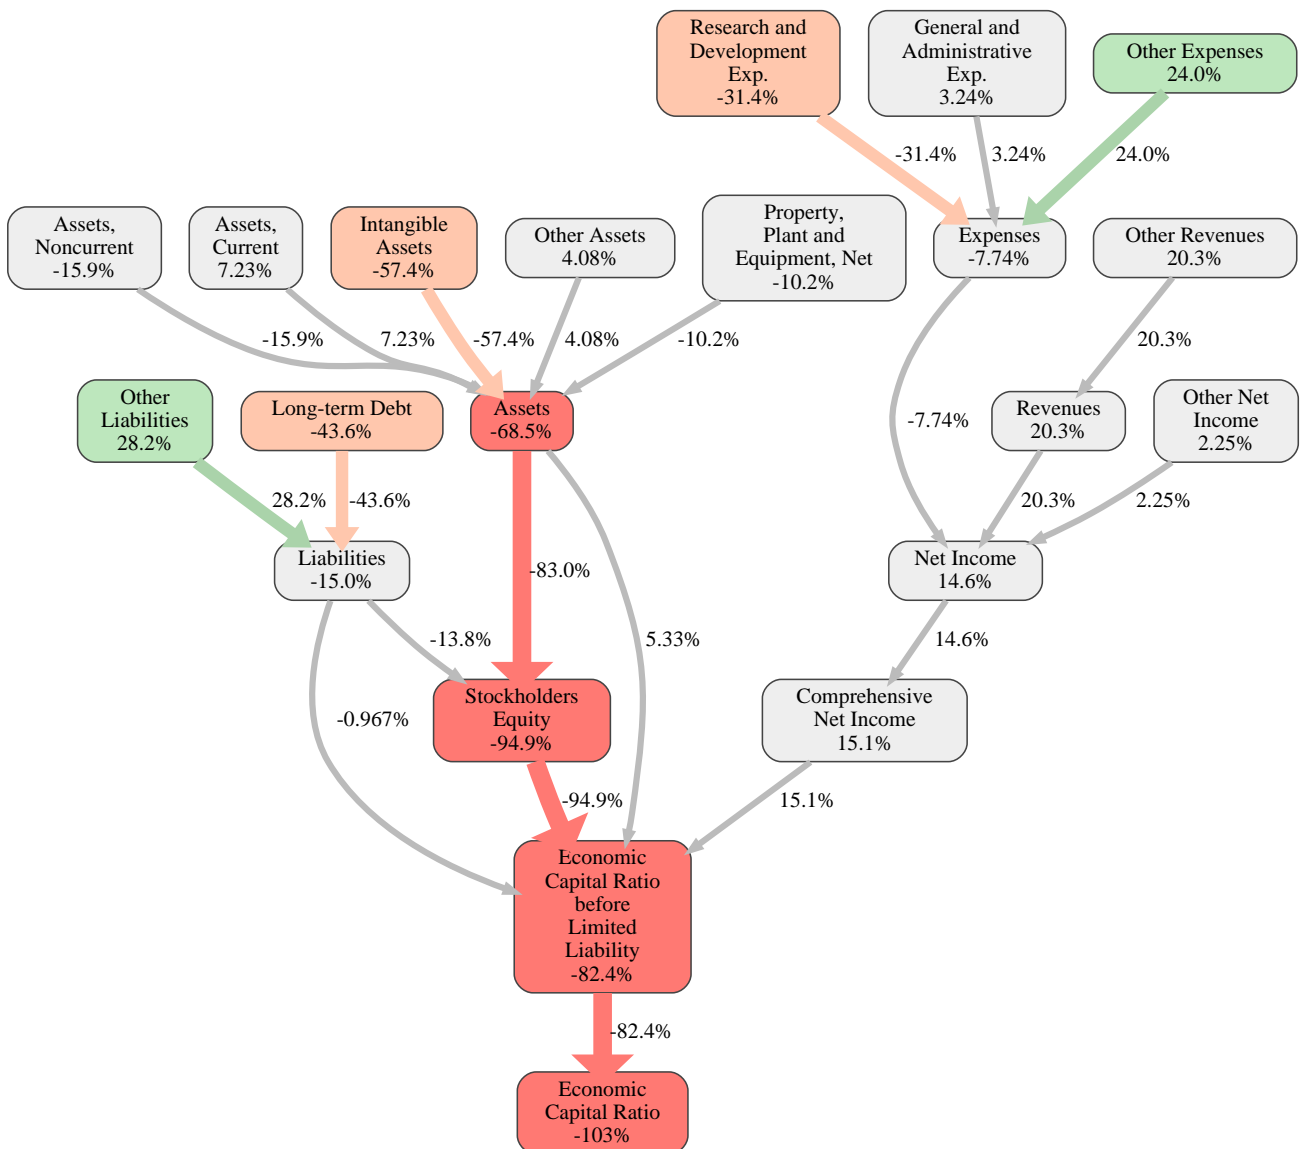 Research and
Development
Exp.
-31.4%
General and
Administrative
Exp.
3.24%
Other Expenses
24.0%
-31.4%
3.24%
24.0%
Assets,
Noncurrent
-15.9%
Assets,
Current
7.23%
Intangible
Assets
-57.4%
Other Assets
4.08%
Property,
Plant and
Equipment, Net
-10.2%
Expenses
-7.74%
Other Revenues
20.3%
-15.9%
7.23%
-57.4%
4.08%
-10.2%
20.3%
Other
Liabilities
28.2%
Long-term Debt
-43.6%
Assets
-68.5%
-7.74%
Revenues
20.3%
Other Net
Income
2.25%
28.2%
-43.6%
20.3%
2.25%
Liabilities
-15.0%
-83.0%
Net Income
14.6%
-13.8%
5.33%
14.6%
-0.967%
Stockholders
Equity
-94.9%
Comprehensive
Net Income
15.1%
-94.9%
15.1%
Economic
Capital Ratio
before
Limited
Liability
-82.4%
-82.4%
Economic
Capital Ratio
-103%